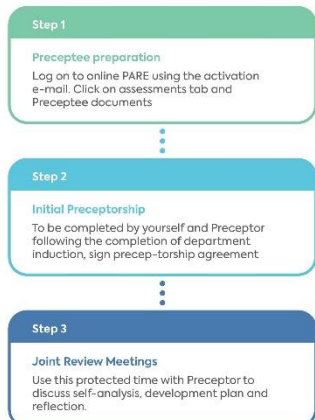 Step 1
Preceptee preparation
Log on to online PARE using the activation
e-mail. Click on assessments tab and
Preceptee documents
Step 2
Initial Preceptorship
To be completed by yourself and Preceptor
following the completion of department
induction, sign precep-torship agreement
Step 3
Joint Review Meetings
Use this protected time with Preceptor to
discuss self-analysis, development plan and
reflection.